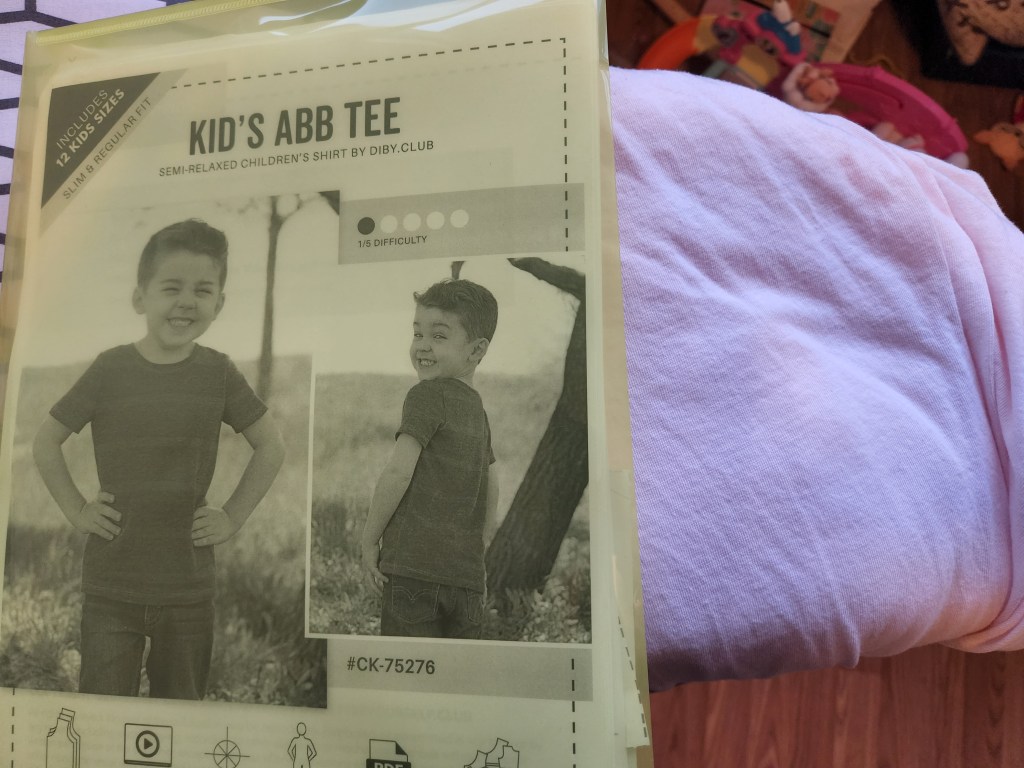 INCLUDES
12 KIDS SIZES
SLIM & REGULAR FIT
KID'S ABB TEE
SEMI-RELAXED CHILDREN'S SHIRT BY DIBY.CLUB
1/5 DIFFICULTY
#CK-75276
PDF